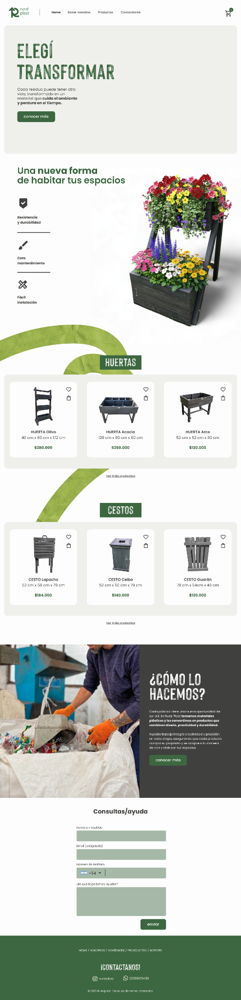 rural
plast
Home Sobre nosotros Productos Contactanos
ELEGÍ
TRANSFORMAR
Cada residuo puede tener otra
vida, transformado en un
material que cuida el ambiente
y perdura en el tiempo.
conocer más
Una nueva forma
de habitar tus espacios
Resistencia
y durabilidad
Cero
mantenimiento
Fácil
instalación
HUERTAS
HUERTA Olivo
40 cm x 93 cm x 172 cm
$280.000
HUERTA Acacia
120 cm x 80 cm x 80 cm
$250.000
HUERTA Arce
52 cm x 62 cm x 80 cm
$120.000
Ver más productos
CESTOS
CESTO Lapacho
52 cm x 50 cm x 79 cm
$184.000
CESTO Ceibo
52 cm x 50 cm x 79 cm
$140.000
CESTO Guarán
78 cm x 54cm x 49 cm
$120.000
Ver más productos
¿CÓMO LO
HACEMOS?
Cada plástico tiene una nueva oportunidad de
ser útil. En Rural Plast tomamos materiales
plásticos y los convertimos en productos que
combinan diseño, practicidad y durabilidad.
Nuestro trabajo integra creatividad y precisión
en cada etapa, asegurando que cada producto
cumpla su propósito y se adapte a tu manera
de vivir y disfrutar tus espacios.
conocer más
Consultas/ayuda
Nombre y Apellido
Email (obligatorio)
Número de teléfono
+54
¿En qué te podemos ayudar?
enviar
HOME / NOSOTROS / NOVEDADES / PRODUCTOS / SOPORTE
¡CONTACTANOS!
ruralplast 2236609496
© 2025 Ruralplast. Todos los derechos reservados.